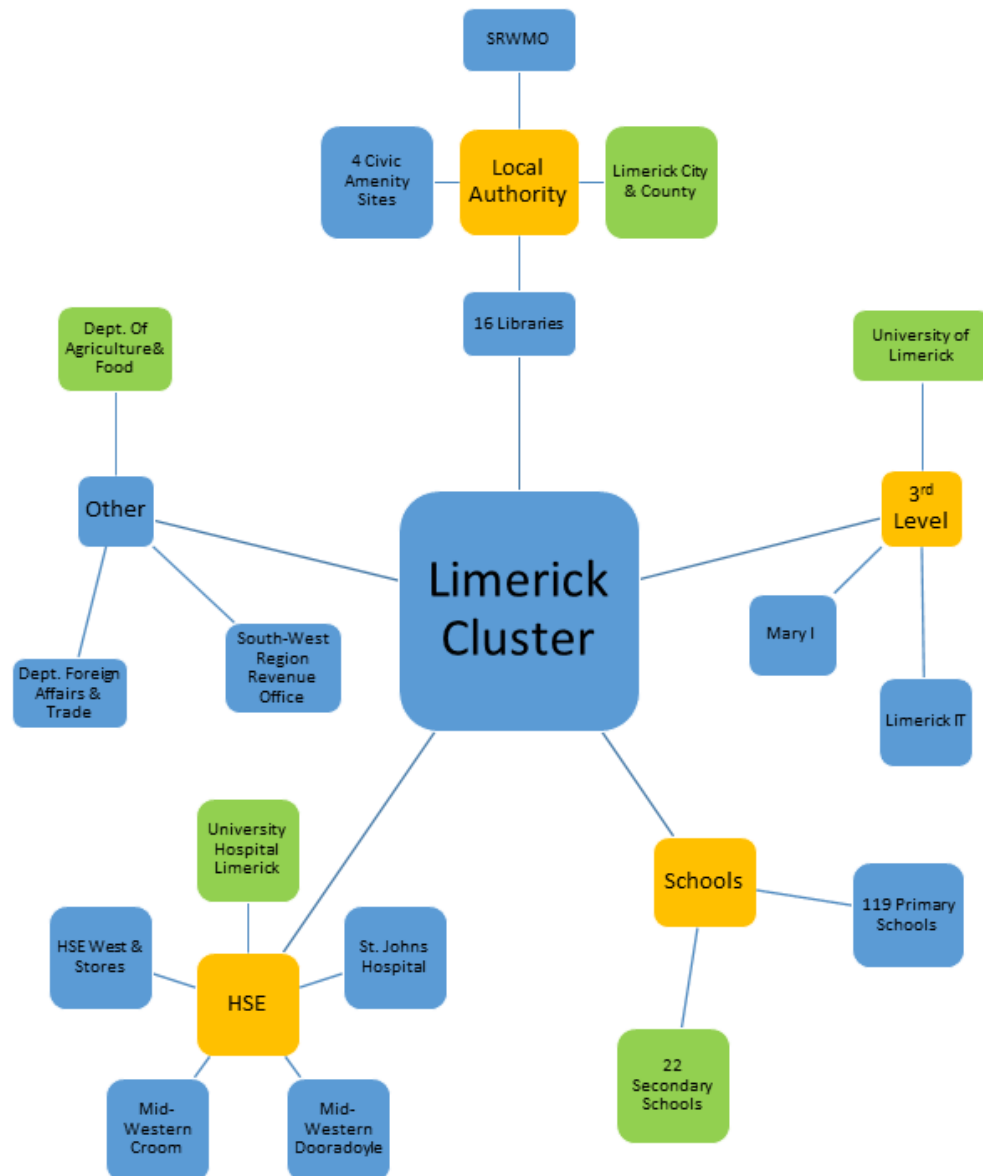 SRWMO
4 Civic
Amenity
Sites
Local
Authority
Limerick City
& County
16 Libraries
Dept. Of
Agriculture&
Food
University of
Limerick
Other
3rd
Level
Limerick
Cluster
Mary I
South-West
Region
Revenue
Office
Dept. Foreign
Affairs &
Trade
Limerick IT
University
Hospital
Limerick
Schools
119 Primary
Schools
HSE West &
Stores
St. Johns
Hospital
HSE
22
Secondary
Schools
Mid-
Western
Croom
Mid-
Western
Dooradoyle